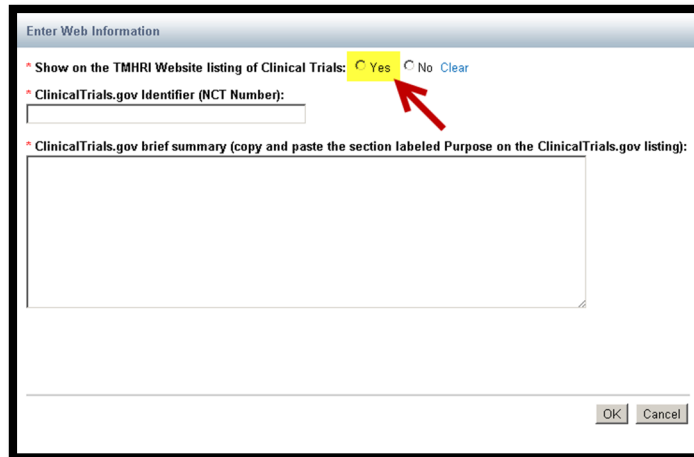 Enter Web Information
* Show on the TMHRI Website listing of Clinical Trials: Yes No Clear
* ClinicalTrials.gov Identifier (NCT Number):
* ClinicalTrials.gov brief summary (copy and paste the section labeled Purpose on the ClinicalTrials.gov listing):
OK Cancel